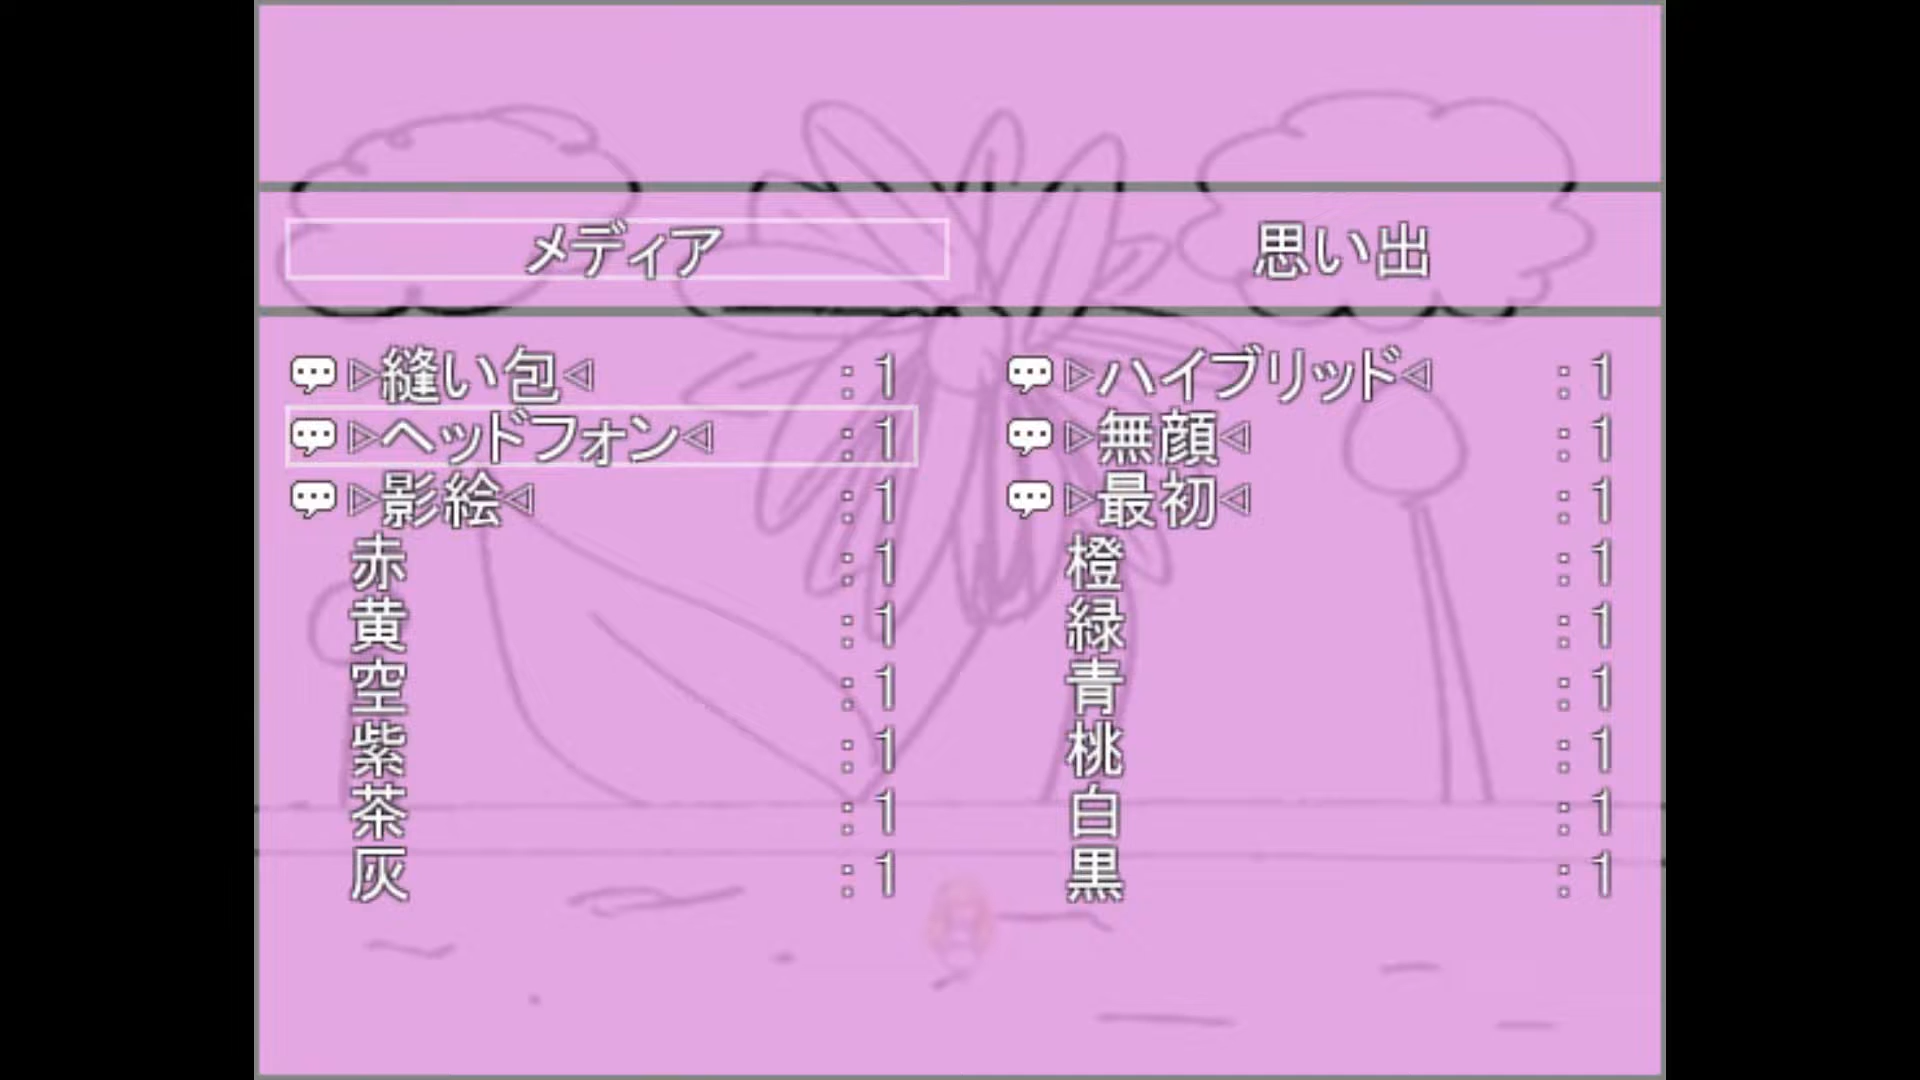 メディア 思い出
▷縫い包◁ : 1 ▷ハイブリッド◁ : 1
▷ヘッドフォン◁ : 1 ▷無顔◁ : 1
▷影絵◁ : 1 ▷最初◁ : 1
赤 : 1 橙 : 1
黄 : 1 緑 : 1
空 : 1 青 : 1
紫 : 1 桃 : 1
茶 : 1 白 : 1
灰 : 1 黒 : 1